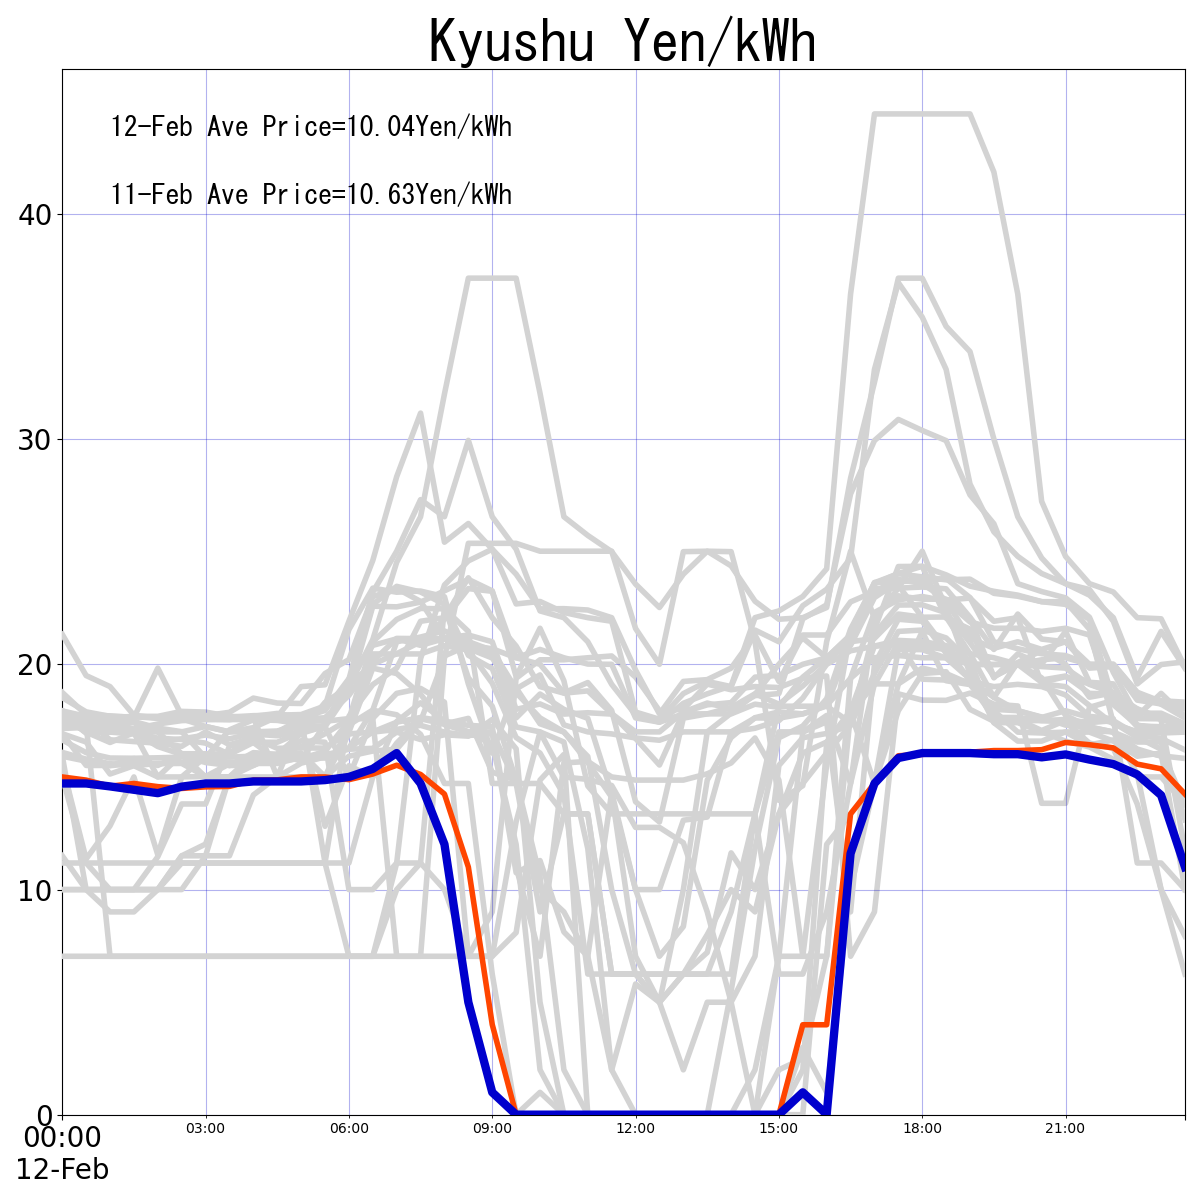 Kyushu Yen/kWh
12-Feb Ave Price=10.04Yen/kWh
11-Feb Ave Price=10.63Yen/kWh
40
30
20
10
0
00:00 03:00 06:00 09:00 12:00 15:00 18:00 21:00
12-Feb